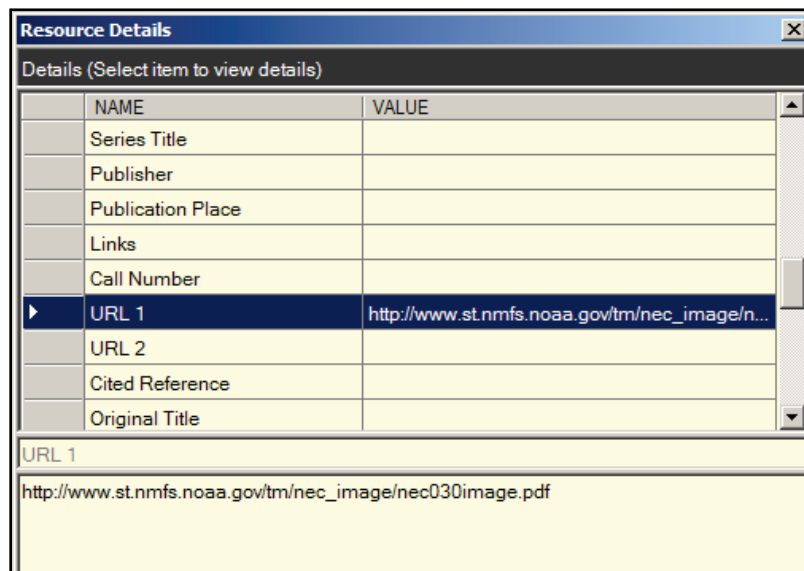 Resource Details
Details (Select item to view details)
NAME VALUE
Series Title
Publisher
Publication Place
Links
Call Number
URL 1 http://www.st.nmfs.noaa.gov/tm/nec_image/n...
URL 2
Cited Reference
Original Title
URL 1
http://www.st.nmfs.noaa.gov/tm/nec_image/nec030image.pdf